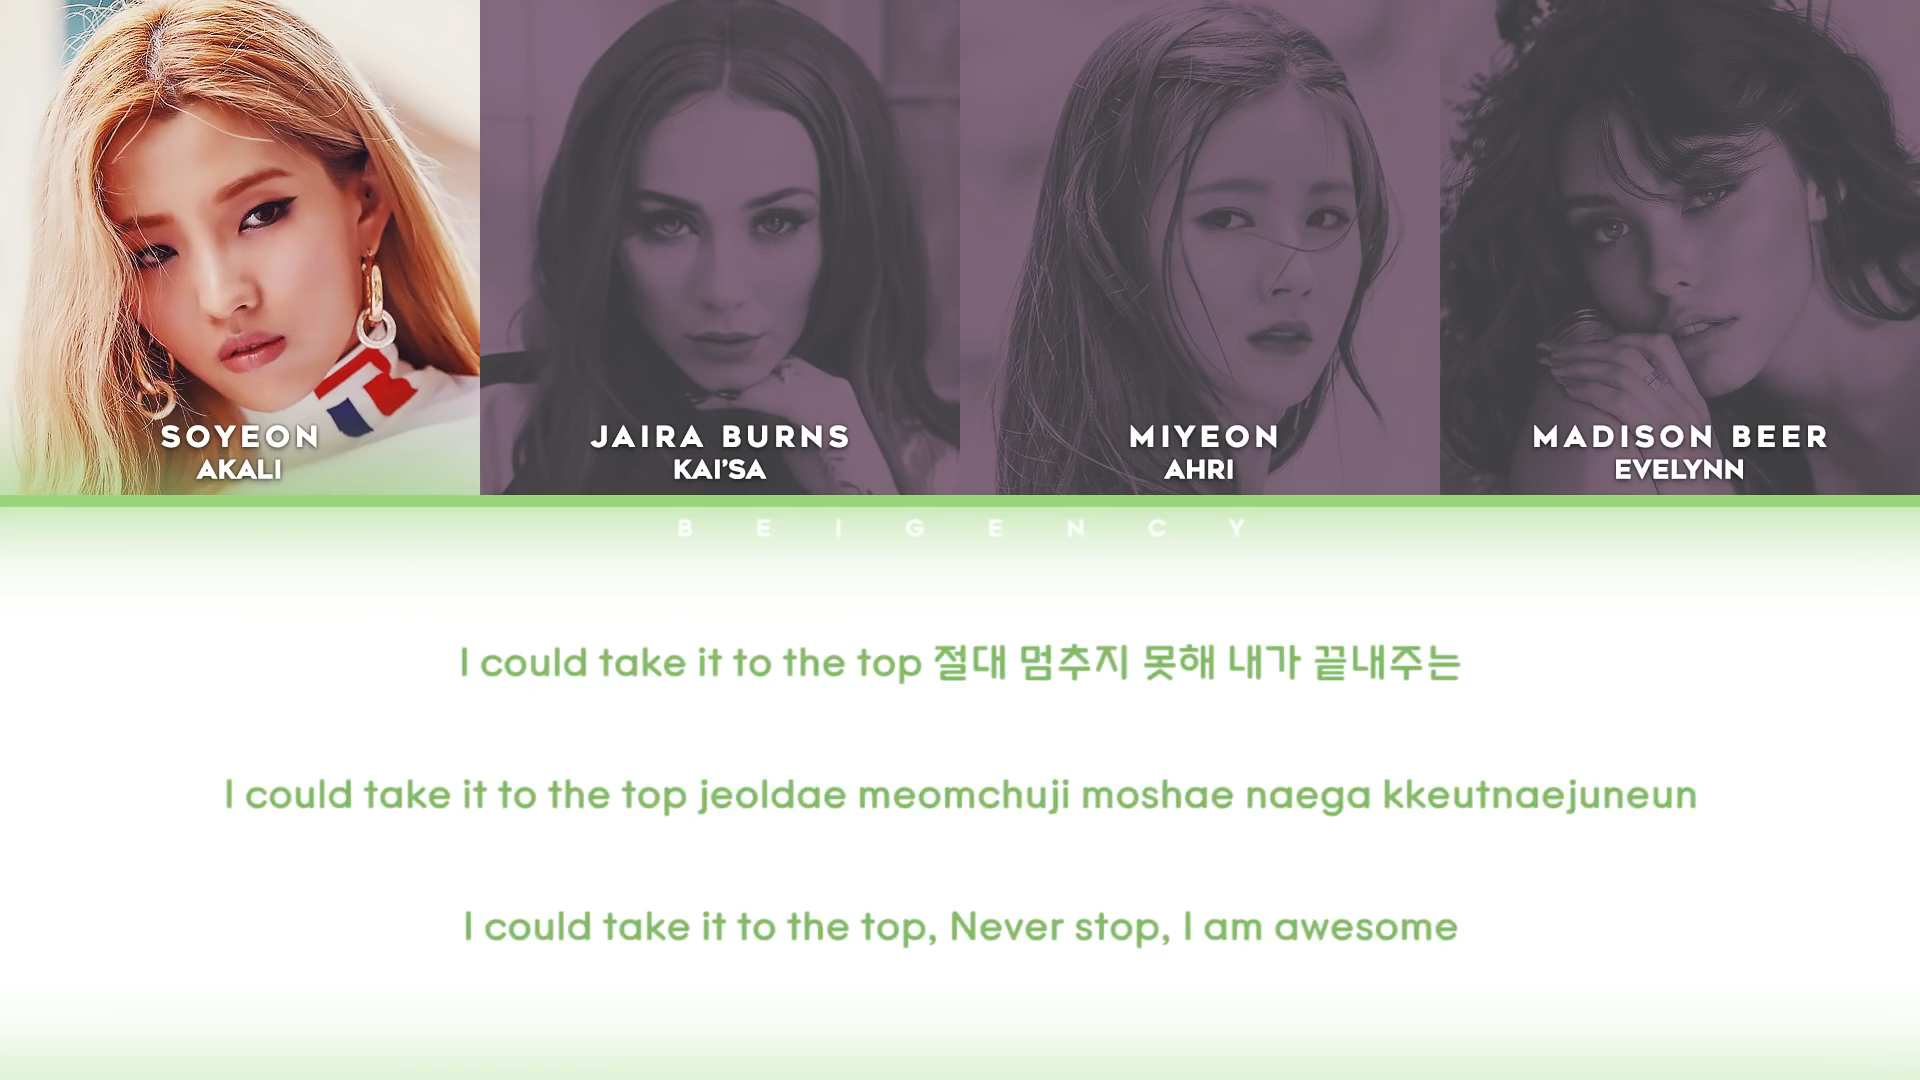 SOYEON
AKALI
JAIRA BURNS
KAI'SA
MIYEON
AHRI
MADISON BEER
EVELYNN
BEIGENCY
I could take it to the top 절대 멈추지 못해 내가 끝내주는
I could take it to the top jeoldae meomchuji moshae naega kkeutnaejuneun
I could take it to the top, Never stop, I am awesome